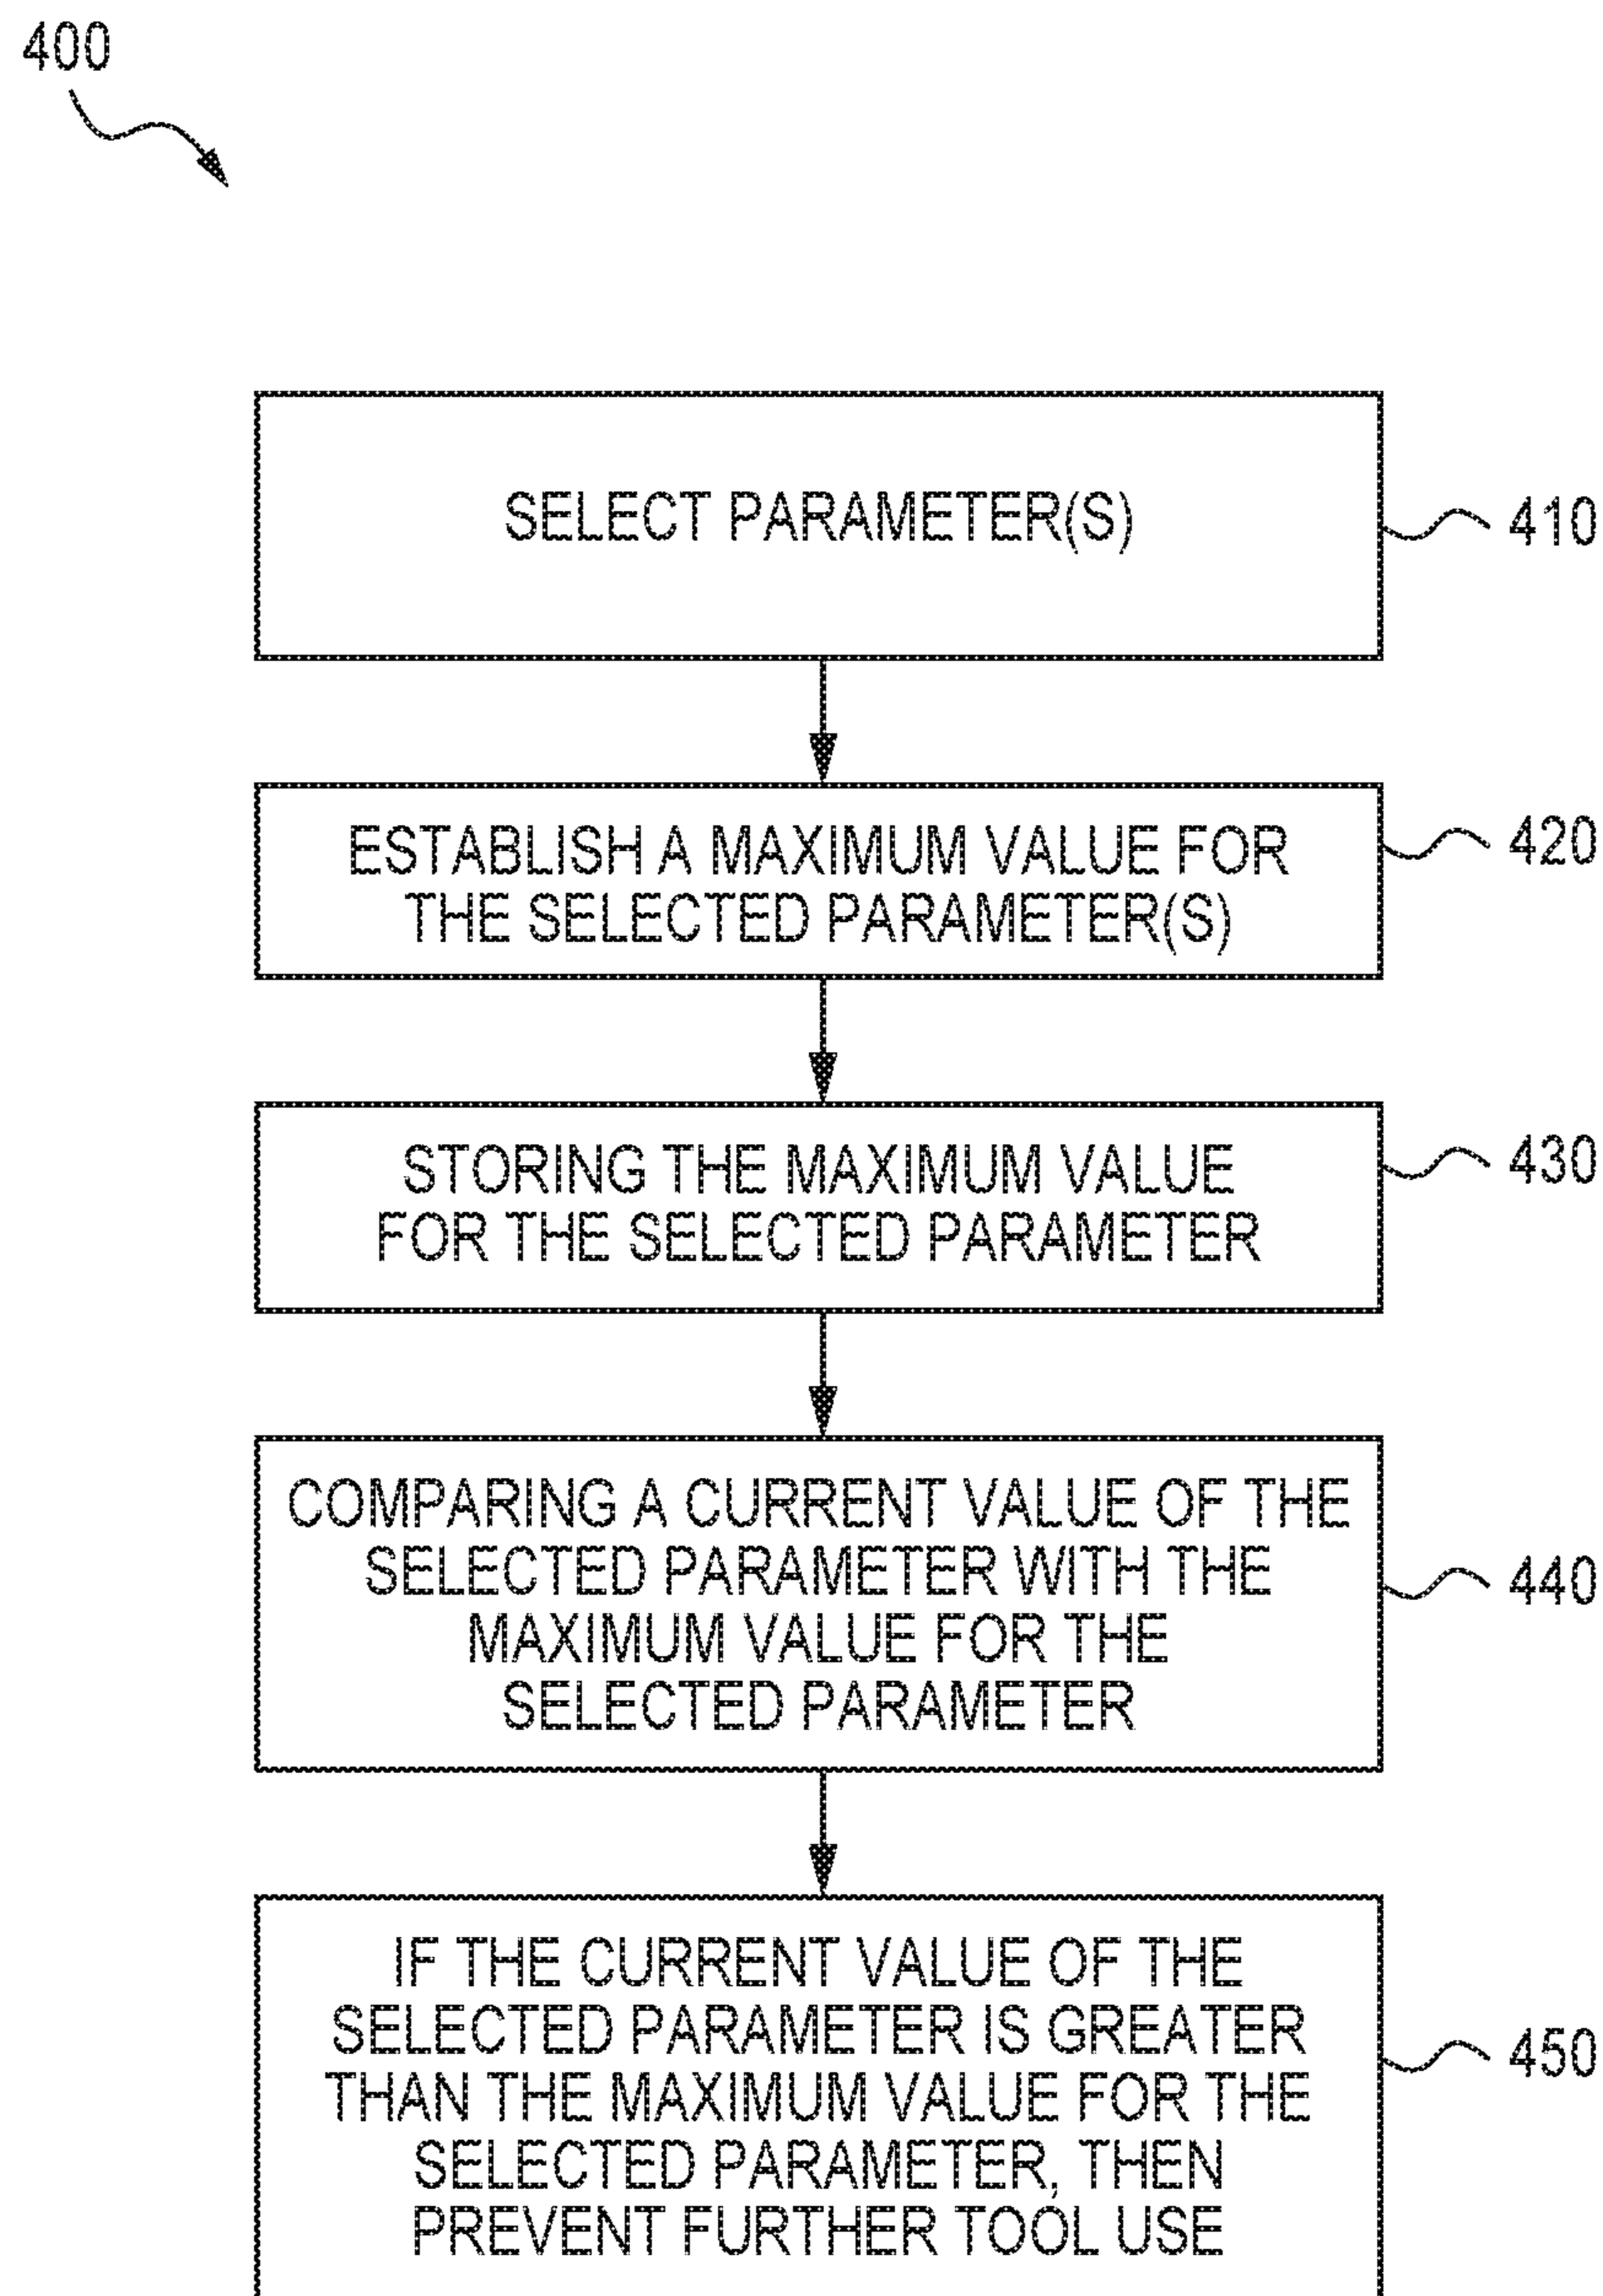 400
SELECT PARAMETER(S)
410
ESTABLISH A MAXIMUM VALUE FOR
THE SELECTED PARAMETER(S)
420
STORING THE MAXIMUM VALUE
FOR THE SELECTED PARAMETER
430
COMPARING A CURRENT VALUE OF THE
SELECTED PARAMETER WITH THE
MAXIMUM VALUE FOR THE
SELECTED PARAMETER
440
IF THE CURRENT VALUE OF THE
SELECTED PARAMETER IS GREATER
THAN THE MAXIMUM VALUE FOR THE
SELECTED PARAMETER, THEN
PREVENT FURTHER TOOL USE
450